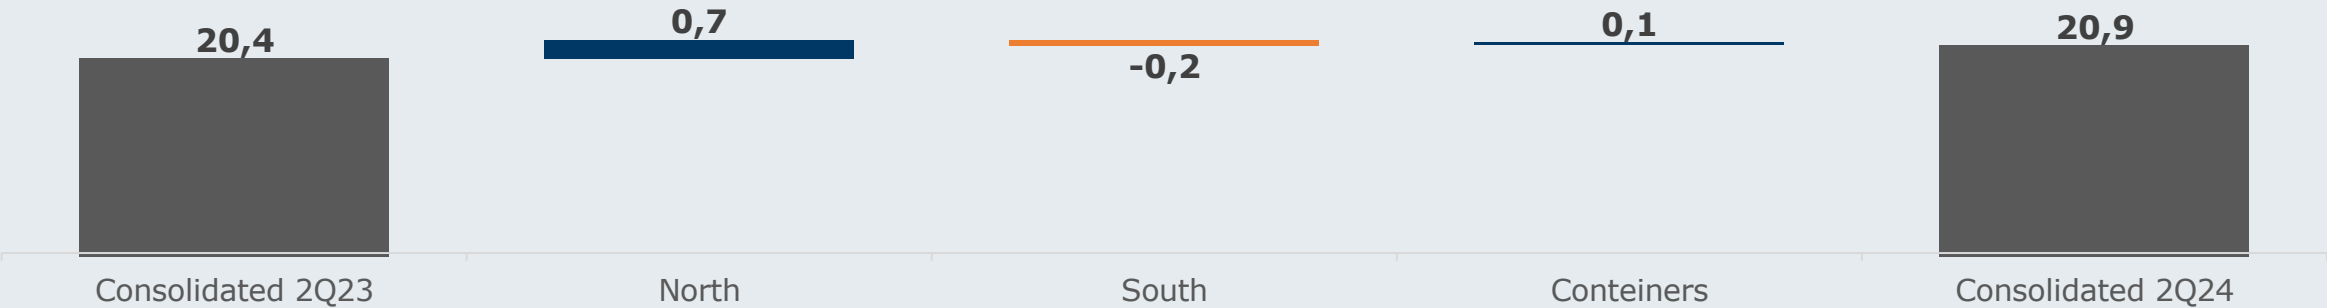 20,4
0,7
-0,2
0,1
20,9
Consolidated 2Q23
North
South
Conteiners
Consolidated 2Q24